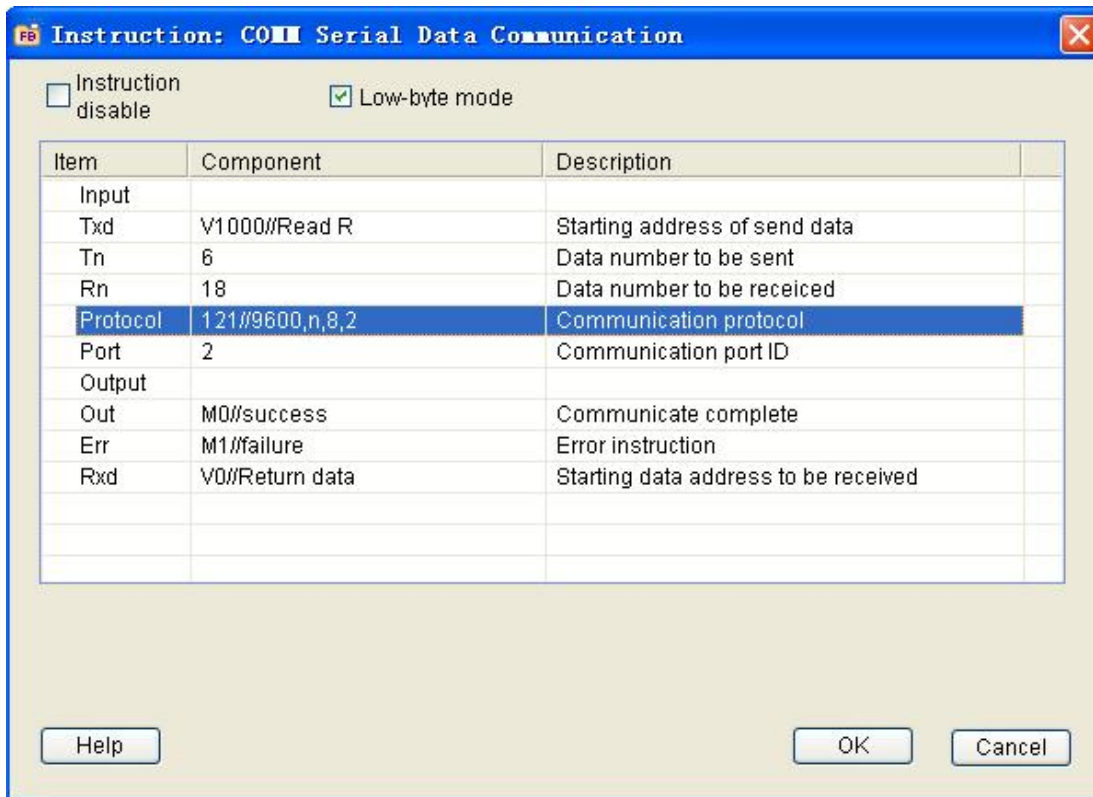 FB Instruction: COMM Serial Data Communication
Instruction disable
Low-byte mode
Item Component Description
Input
Txd V1000//Read R Starting address of send data
Tn 6 Data number to be sent
Rn 18 Data number to be receiced
Protocol 121//9600,n,8,2 Communication protocol
Port 2 Communication port ID
Output
Out M0//success Communicate complete
Err M1//failure Error instruction
Rxd V0//Return data Starting data address to be received
Help OK Cancel